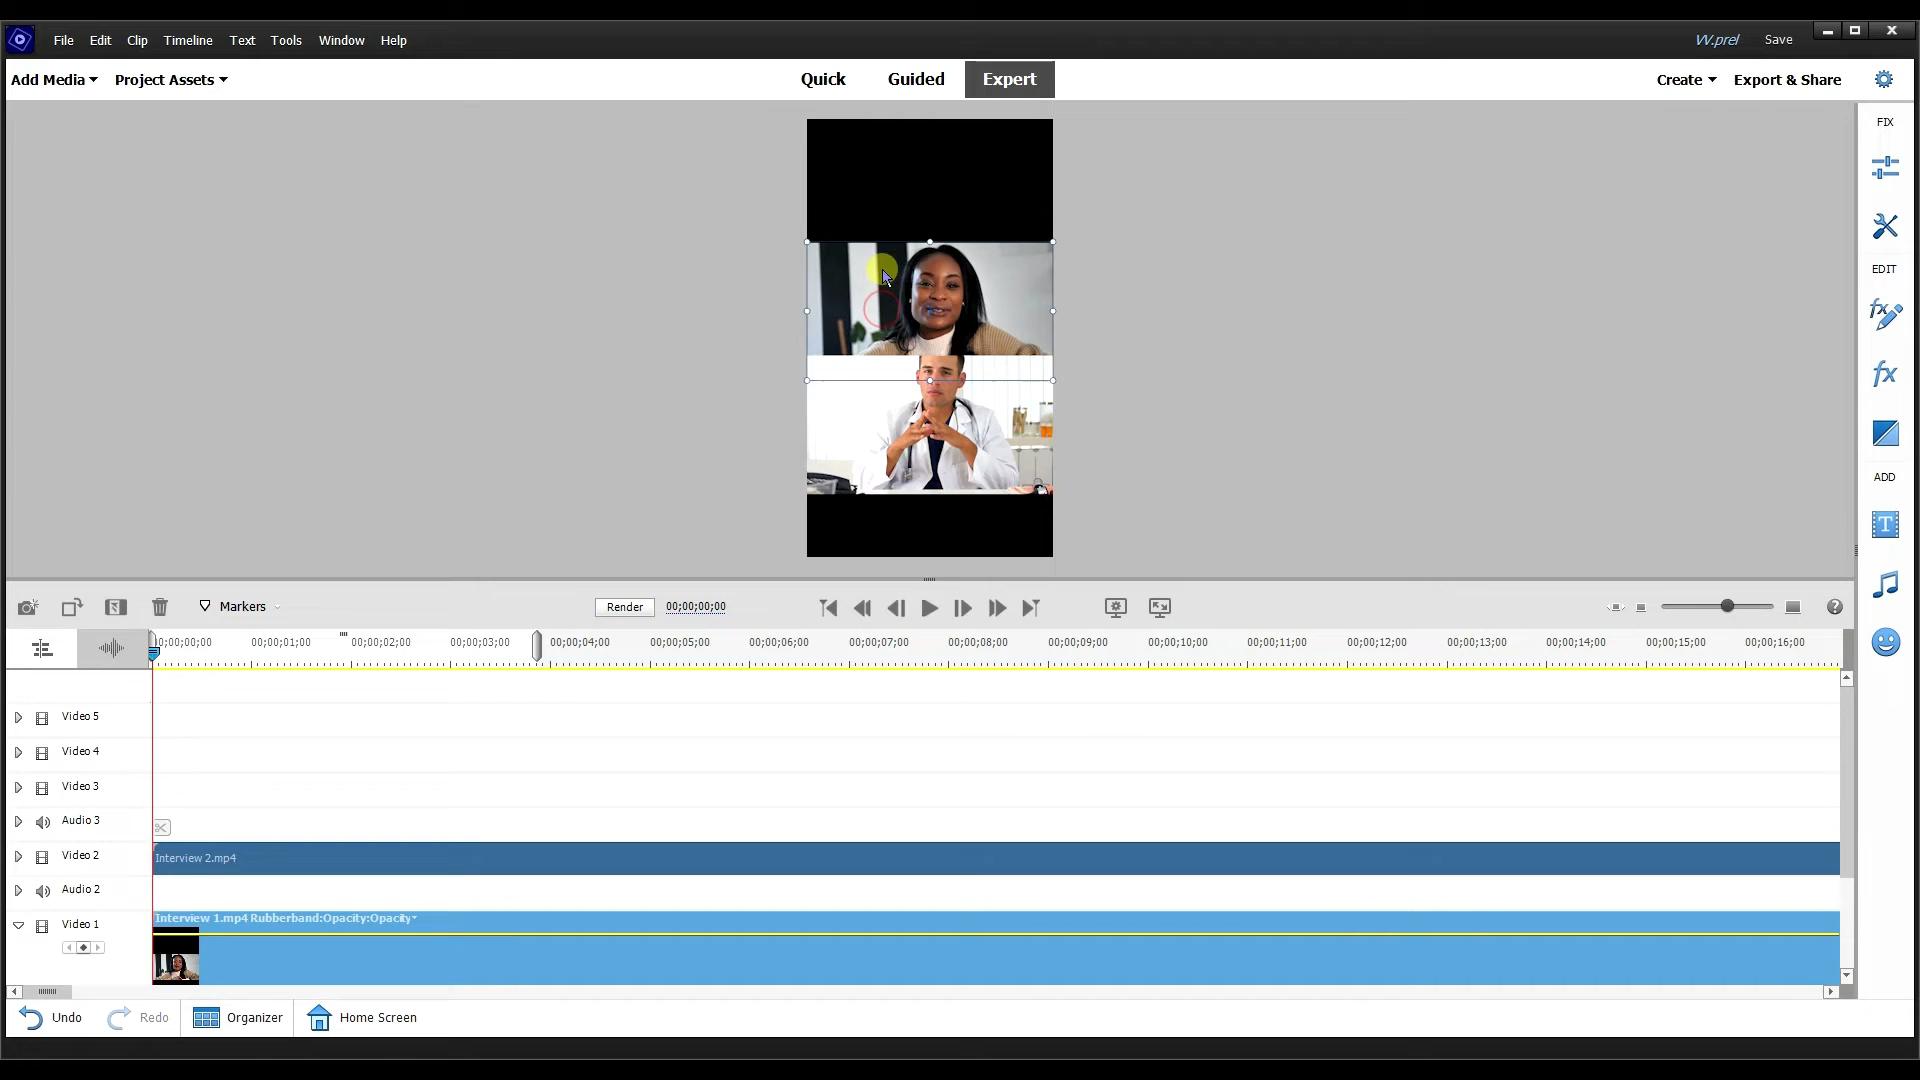 File Edit Clip Timeline Text Tools Window Help VV.prel Save
Add Media Project Assets Quick Guided Expert Create Export & Share
FIX
EDIT
fx
fx
ADD
T
Markers Render 00;00;00;00 ?
00;00;00;00 00;00;01;00 00;00;02;00 00;00;03;00 00;00;04;00 00;00;05;00 00;00;06;00 00;00;07;00 00;00;08;00 00;00;09;00 00;00;10;00 00;00;11;00 00;00;12;00 00;00;13;00 00;00;14;00 00;00;15;00 00;00;16;00
Video 5
Video 4
Video 3
Audio 3
Video 2 Interview 2.mp4
Audio 2
Video 1 Interview 1.mp4 Rubberband:Opacity:Opacity
Undo Redo Organizer Home Screen